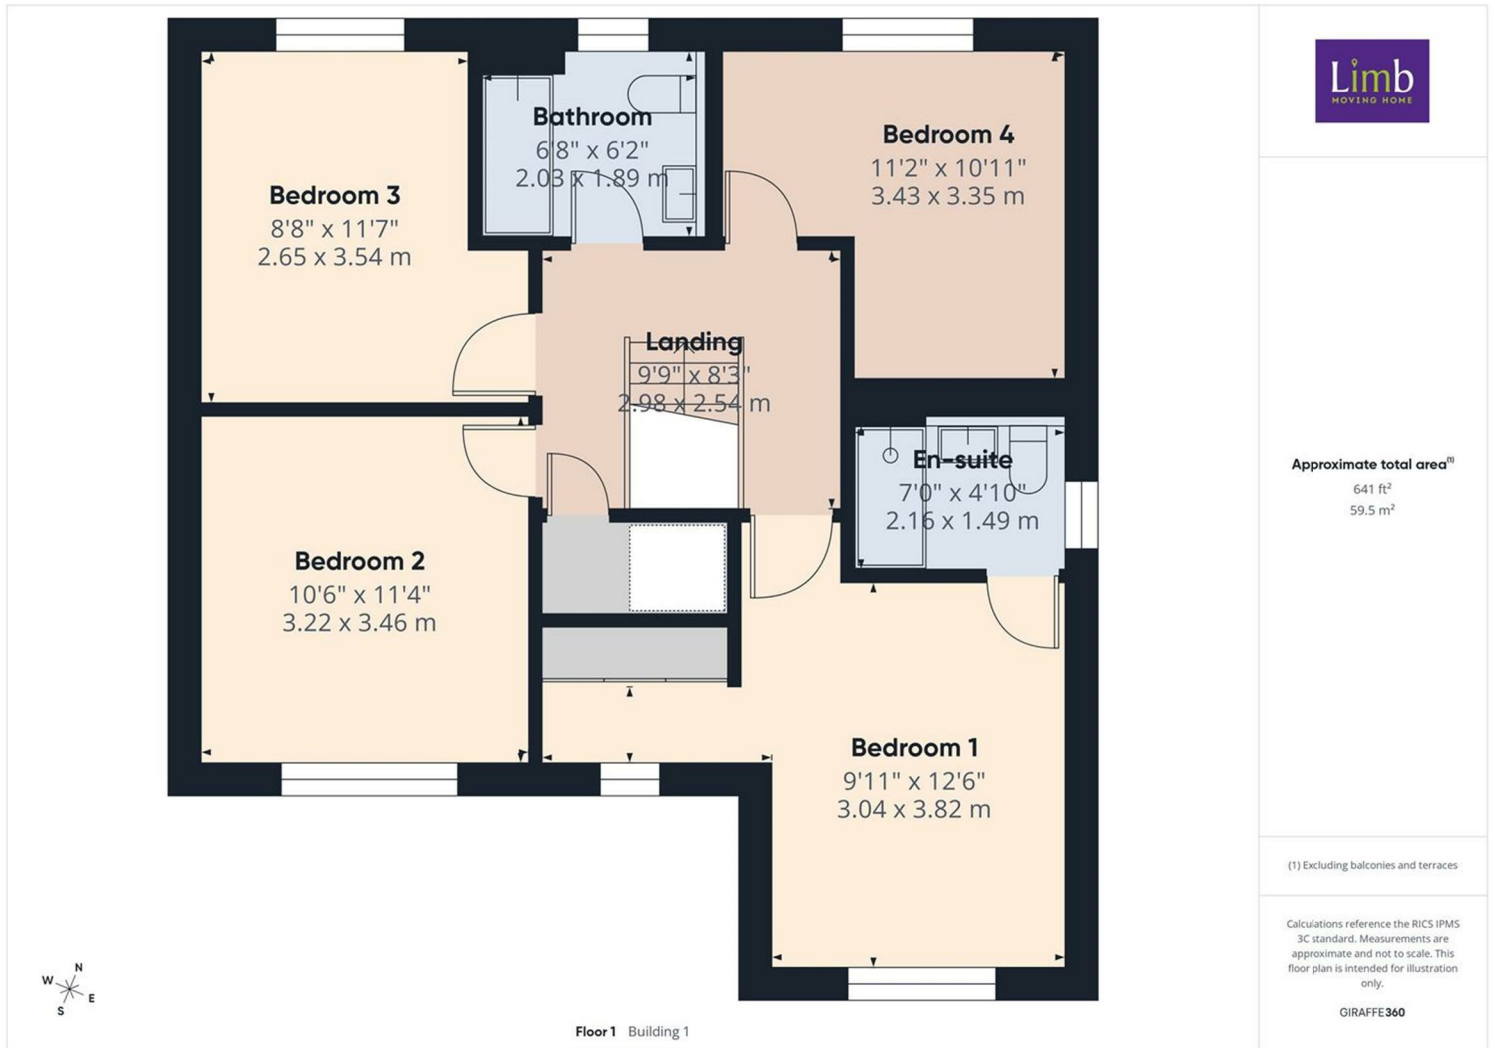 Bedroom 3
8'8" x 11'7"
2.65 x 3.54 m
Bathroom
6'8" x 6'2"
2.03 x 1.89 m
Bedroom 4
11'2" x 10'11"
3.43 x 3.35 m
Landing
9'9" x 8'3"
2.98 x 2.54 m
En-suite
7'0" x 4'10"
2.16 x 1.49 m
Bedroom 2
10'6" x 11'4"
3.22 x 3.46 m
Bedroom 1
9'11" x 12'6"
3.04 x 3.82 m
N
W
E
S
Floor 1 Building 1
Limb
MOVING HOME
Approximate total area(1)
641 ft²
59.5 m²
(1) Excluding balconies and terraces
Calculations reference the RICS IPMS
3C standard. Measurements are
approximate and not to scale. This
floor plan is intended for illustration
only.
GIRAFFE360